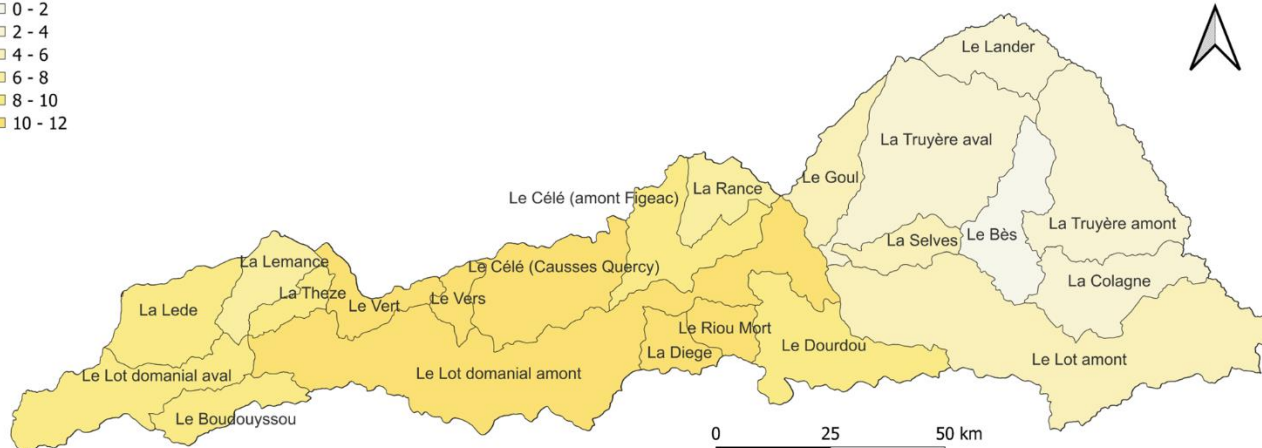 0 - 2
2 - 4
4 - 6
6 - 8
8 - 10
10 - 12
Le Lander
La Truyère aval
Le Goul
La Rance
Le Célé (amont Figeac)
La Truyère amont
Le Bès
La Selves
La Lemance
Le Célé (Causses Quercy)
La Colagne
La Theze
Le Vers
Le Vert
La Lede
Le Riou Mort
Le Dourdou
La Diege
Le Lot amont
Le Lot domanial aval
Le Lot domanial amont
Le Boudouyssou
0 25 50 km